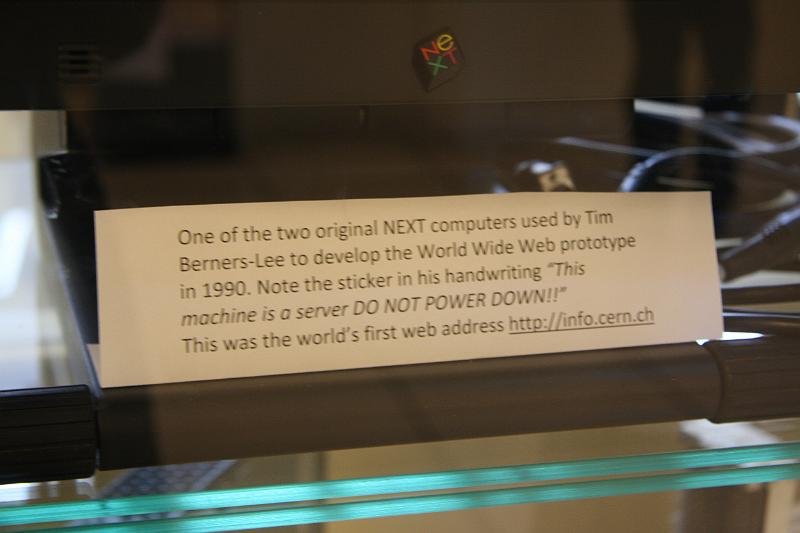 NeXT
One of the two original NEXT computers used by Tim
Berners-Lee to develop the World Wide Web prototype
in 1990. Note the sticker in his handwriting “This
machine is a server DO NOT POWER DOWN!!”
This was the world’s first web address http://info.cern.ch